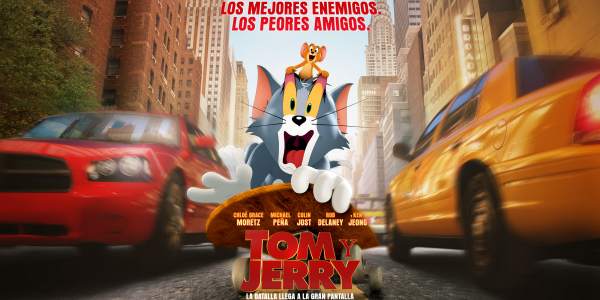 LOS MEJORES ENEMIGOS.
LOS PEORES AMIGOS.
CHLOË GRACE MORETZ
MICHAEL PEÑA
COLIN JOST
ROB DELANEY
Y KEN JEONG
TOM Y JERRY
LA BATALLA LLEGA A LA GRAN PANTALLA